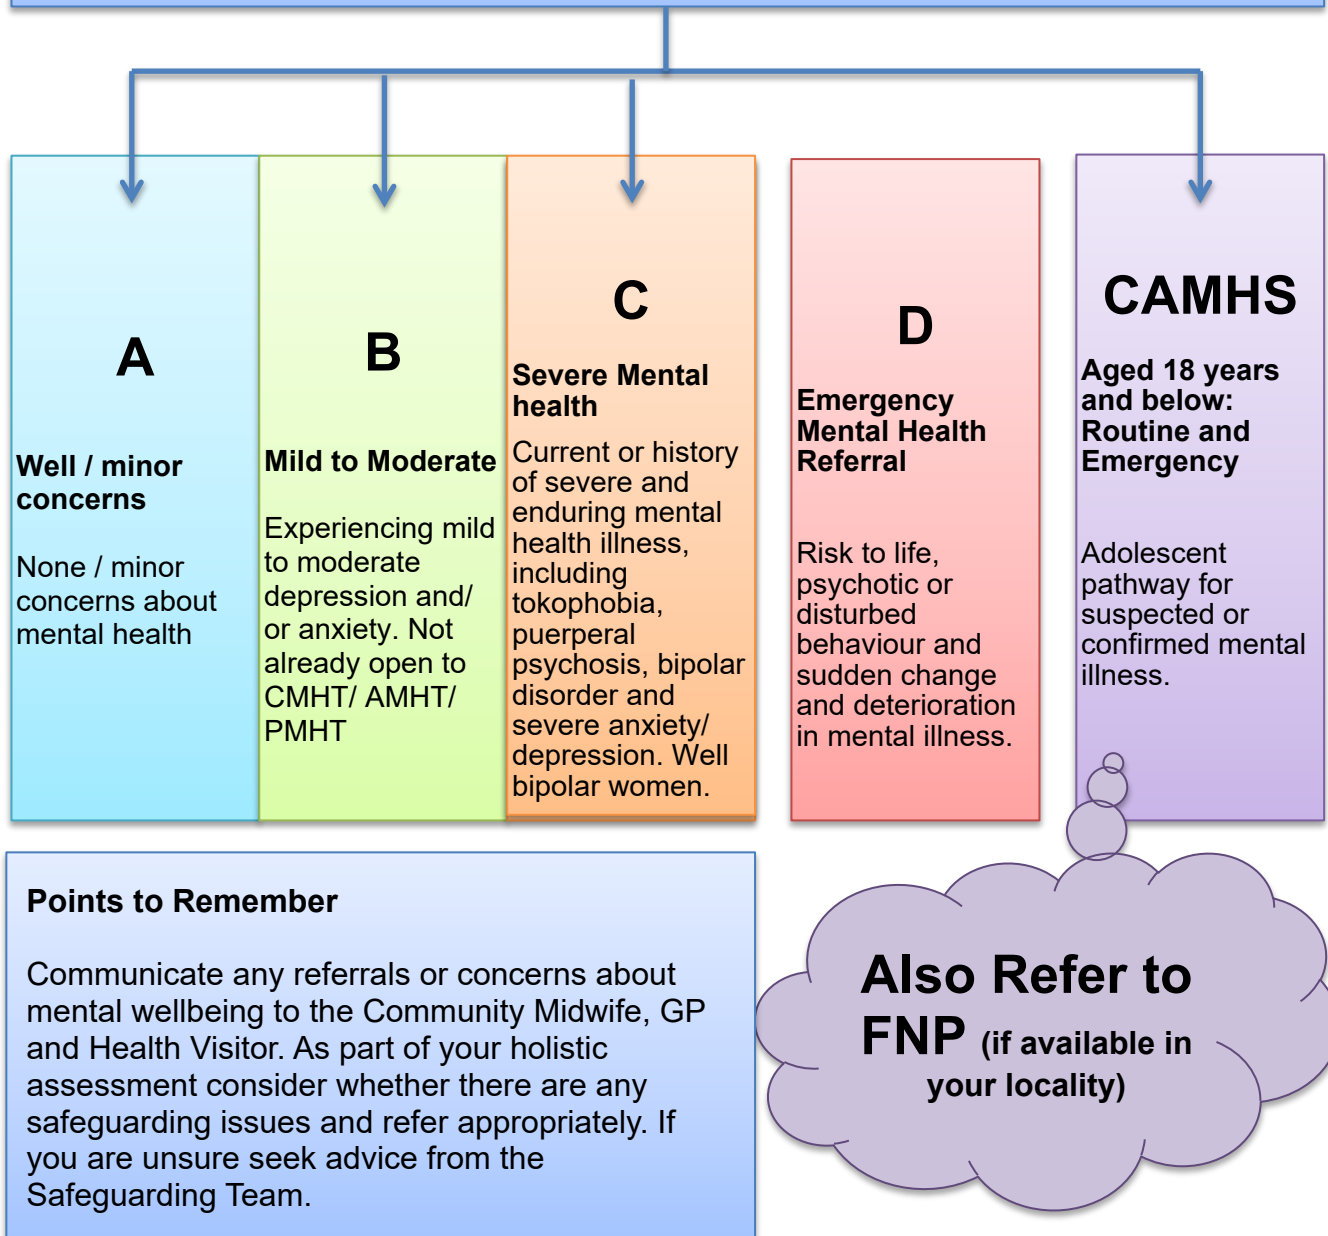 A
Well / minor
concerns
None / minor
concerns about
mental health
B
Mild to Moderate
Experiencing mild
to moderate
depression and/
or anxiety. Not
already open to
CMHT/ AMHT/
PMHT
C
Severe Mental
health
Current or history
of severe and
enduring mental
health illness,
including
tokophobia,
puerperal
psychosis, bipolar
disorder and
severe anxiety/
depression. Well
bipolar women.
D
Emergency
Mental Health
Referral
Risk to life,
psychotic or
disturbed
behaviour and
sudden change
and deterioration
in mental illness.
CAMHS
Aged 18 years
and below:
Routine and
Emergency
Adolescent
pathway for
suspected or
confirmed mental
illness.
Points to Remember
Communicate any referrals or concerns about
mental wellbeing to the Community Midwife, GP
and Health Visitor. As part of your holistic
assessment consider whether there are any
safeguarding issues and refer appropriately. If
you are unsure seek advice from the
Safeguarding Team.
Also Refer to
FNP (if available in
your locality)